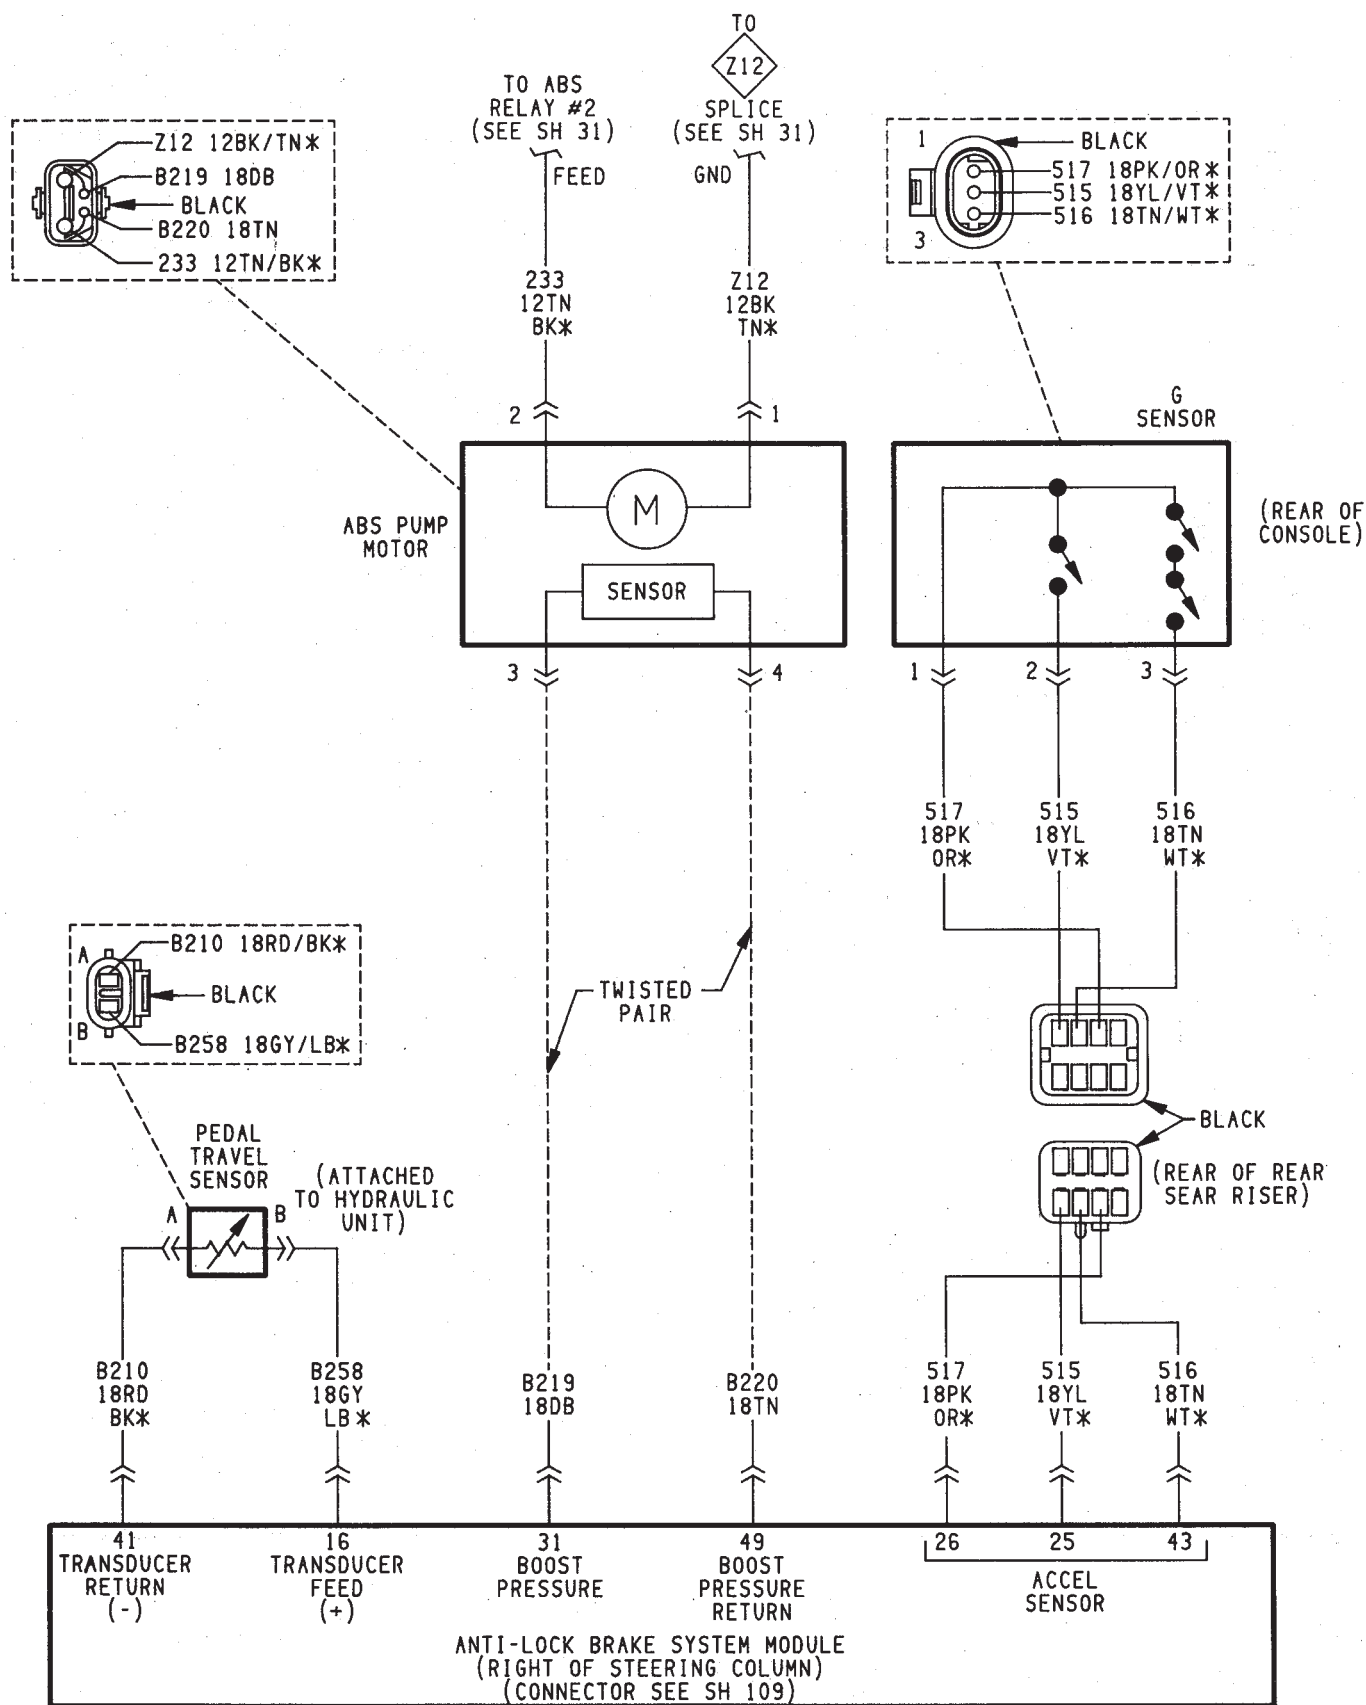 TO
Z12
SPLICE
(SEE SH 31)
TO ABS
RELAY #2
(SEE SH 31)
FEED
GND
Z12 12BK/TN*
B219 18DB
BLACK
B220 18TN
233 12TN/BK*
1
BLACK
517 18PK/OR*
515 18YL/VT*
516 18TN/WT*
3
233
12TN
BK*
Z12
12BK
TN*
2
1
G
SENSOR
ABS PUMP
MOTOR
M
SENSOR
(REAR OF
CONSOLE)
3
4
1
2
3
517
18PK
OR*
515
18YL
VT*
516
18TN
WT*
A
B210 18RD/BK*
BLACK
B
B258 18GY/LB*
TWISTED
PAIR
BLACK
(REAR OF REAR
SEAR RISER)
PEDAL
TRAVEL
SENSOR
(ATTACHED
TO HYDRAULIC
UNIT)
A
B
B210
18RD
BK*
B258
18GY
LB*
B219
18DB
B220
18TN
517
18PK
OR*
515
18YL
VT*
516
18TN
WT*
41
TRANSDUCER
RETURN
(-)
16
TRANSDUCER
FEED
(+)
31
BOOST
PRESSURE
49
BOOST
PRESSURE
RETURN
26
25
43
ACCEL
SENSOR
ANTI-LOCK BRAKE SYSTEM MODULE
(RIGHT OF STEERING COLUMN)
(CONNECTOR SEE SH 109)